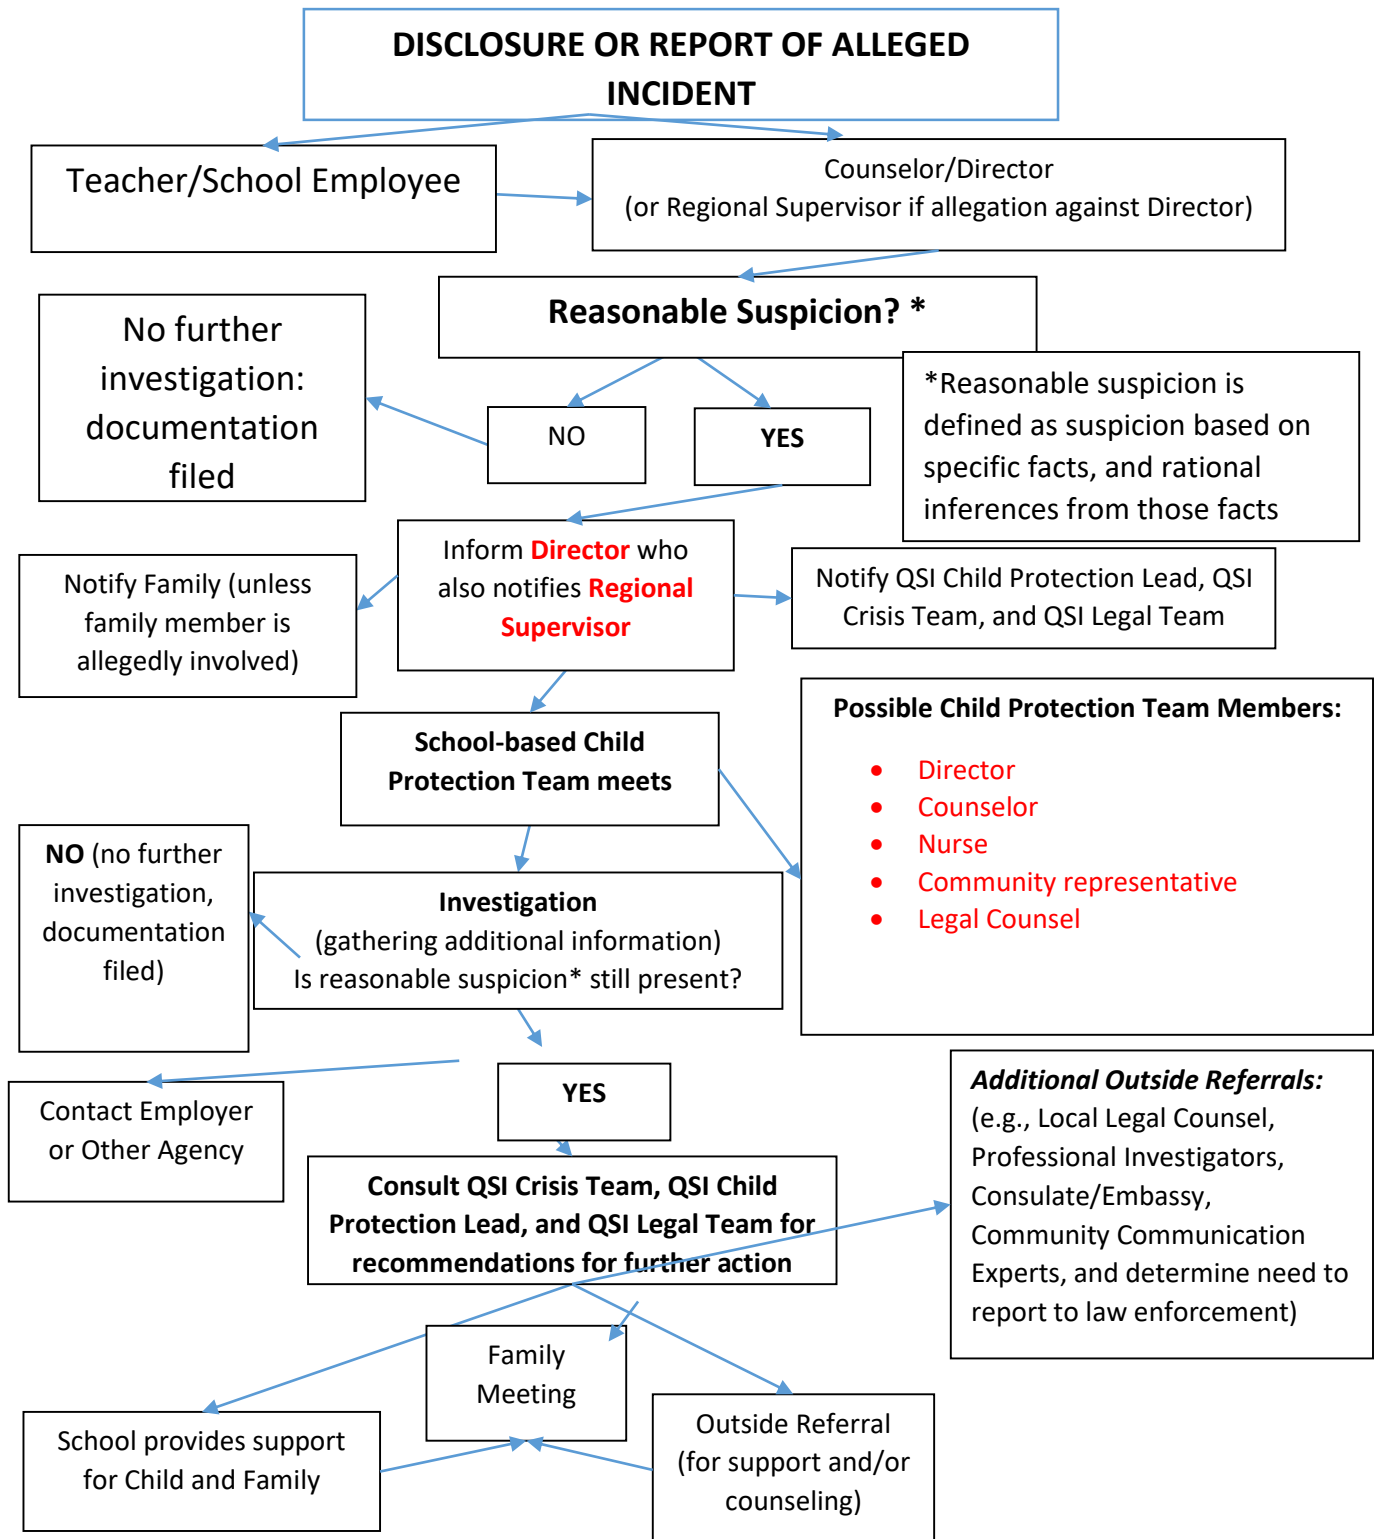 DISCLOSURE OR REPORT OF ALLEGED
INCIDENT
Teacher/School Employee
Counselor/Director
(or Regional Supervisor if allegation against Director)
Reasonable Suspicion? *
No further
investigation:
documentation
filed
NO
YES
*Reasonable suspicion is
defined as suspicion based on
specific facts, and rational
inferences from those facts
Inform Director who
also notifies Regional
Supervisor
Notify Family (unless
family member is
allegedly involved)
Notify QSI Child Protection Lead, QSI
Crisis Team, and QSI Legal Team
School-based Child
Protection Team meets
Possible Child Protection Team Members:
• Director
• Counselor
• Nurse
• Community representative
• Legal Counsel
NO (no further
investigation,
documentation
filed)
Investigation
(gathering additional information)
Is reasonable suspicion* still present?
YES
Contact Employer
or Other Agency
Additional Outside Referrals:
(e.g., Local Legal Counsel,
Professional Investigators,
Consulate/Embassy,
Community Communication
Experts, and determine need to
report to law enforcement)
Consult QSI Crisis Team, QSI Child
Protection Lead, and QSI Legal Team for
recommendations for further action
Family
Meeting
School provides support
for Child and Family
Outside Referral
(for support and/or
counseling)